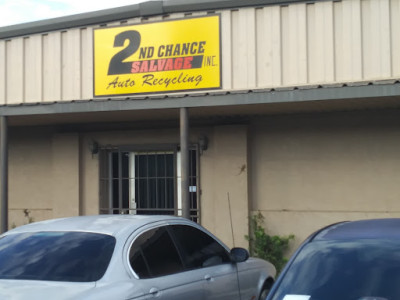 2ND CHANCE
SALVAGE INC.
Auto Recycling